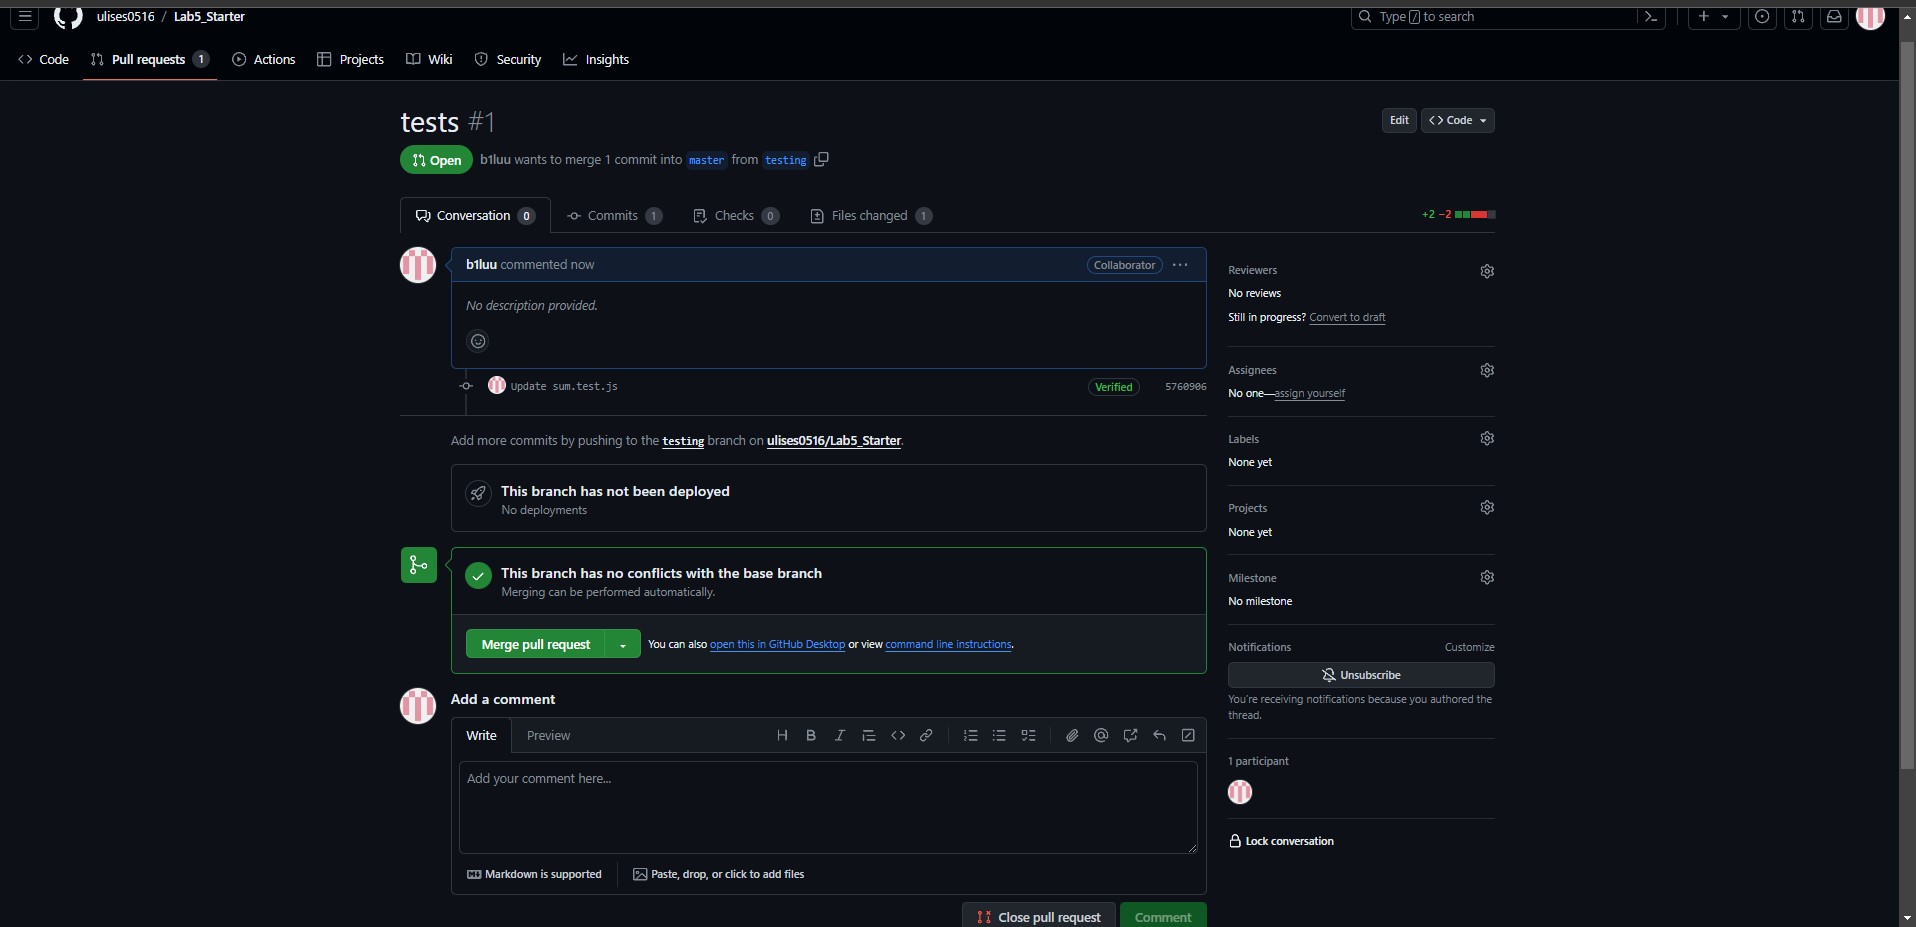 ulises0516 / Lab5_Starter
Type / to search
Code
Pull requests 1
Actions
Projects
Wiki
Security
Insights
tests #1
Edit
Code
Open
b1luu wants to merge 1 commit into master from testing
Conversation 0
Commits 1
Checks 0
Files changed 1
+2 −2
b1luu commented now
Collaborator
No description provided.
Update sum.test.js
Verified
5760906
Add more commits by pushing to the testing branch on ulises0516/Lab5_Starter.
This branch has not been deployed
No deployments
This branch has no conflicts with the base branch
Merging can be performed automatically.
Merge pull request
You can also open this in GitHub Desktop or view command line instructions.
Add a comment
Write
Preview
Add your comment here...
Markdown is supported
Paste, drop, or click to add files
Close pull request
Comment
Reviewers
No reviews
Still in progress? Convert to draft
Assignees
No one—assign yourself
Labels
None yet
Projects
None yet
Milestone
No milestone
Notifications
Customize
Unsubscribe
You're receiving notifications because you authored the
thread.
1 participant
Lock conversation